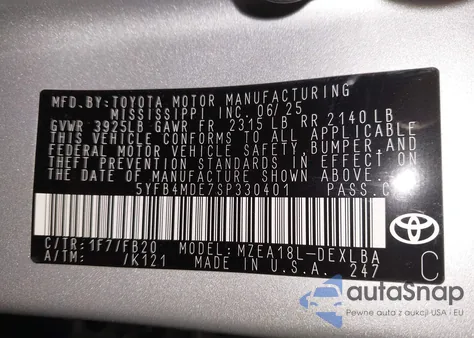 MFD.BY:TOYOTA MOTOR MANUFACTURING
MISSISSIPPI INC. 06/25
GVWR 3925LB GAWR FR 2315 LB RR 2140 LB
THIS VEHICLE CONFORMS TO ALL APPLICABLE
FEDERAL MOTOR VEHICLE SAFETY, BUMPER, AND
THEFT PREVENTION STANDARDS IN EFFECT ON
THE DATE OF MANUFACTURE SHOWN ABOVE.
5YFB4MDE7SP330401 PASS.C
C/TR:1F7/FB20 MODEL:MZEA18L-DEXLBA
A/TM: /K121 MADE IN U.S.A. 247
TOYOTA
C
autoSnap
Pewne auta z aukcji USA i EU